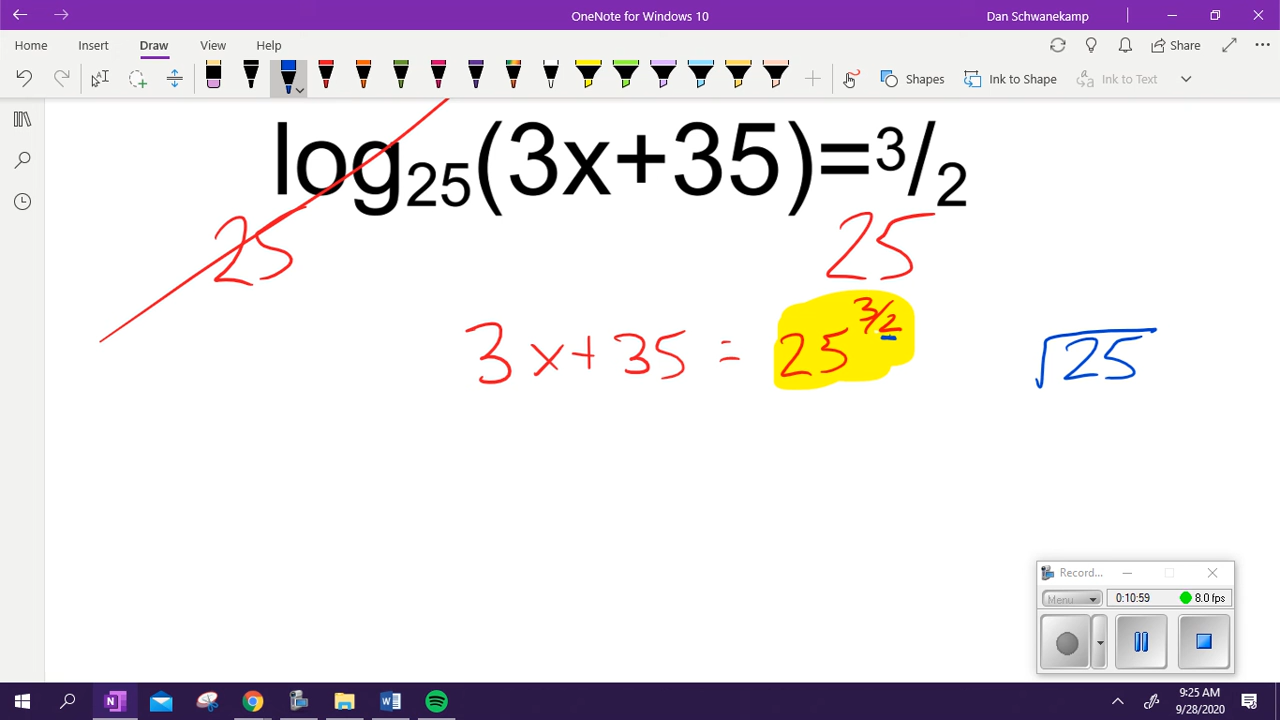 OneNote for Windows 10
Dan Schwanekamp
Home Insert Draw View Help
Share
Shapes Ink to Shape Ink to Text
log₂₅(3x+35)=³/₂
25 25
3x+35 = 25^(3/2)
√25
Record...
Menu 0:10:59 8.0 fps
9:25 AM
9/28/2020